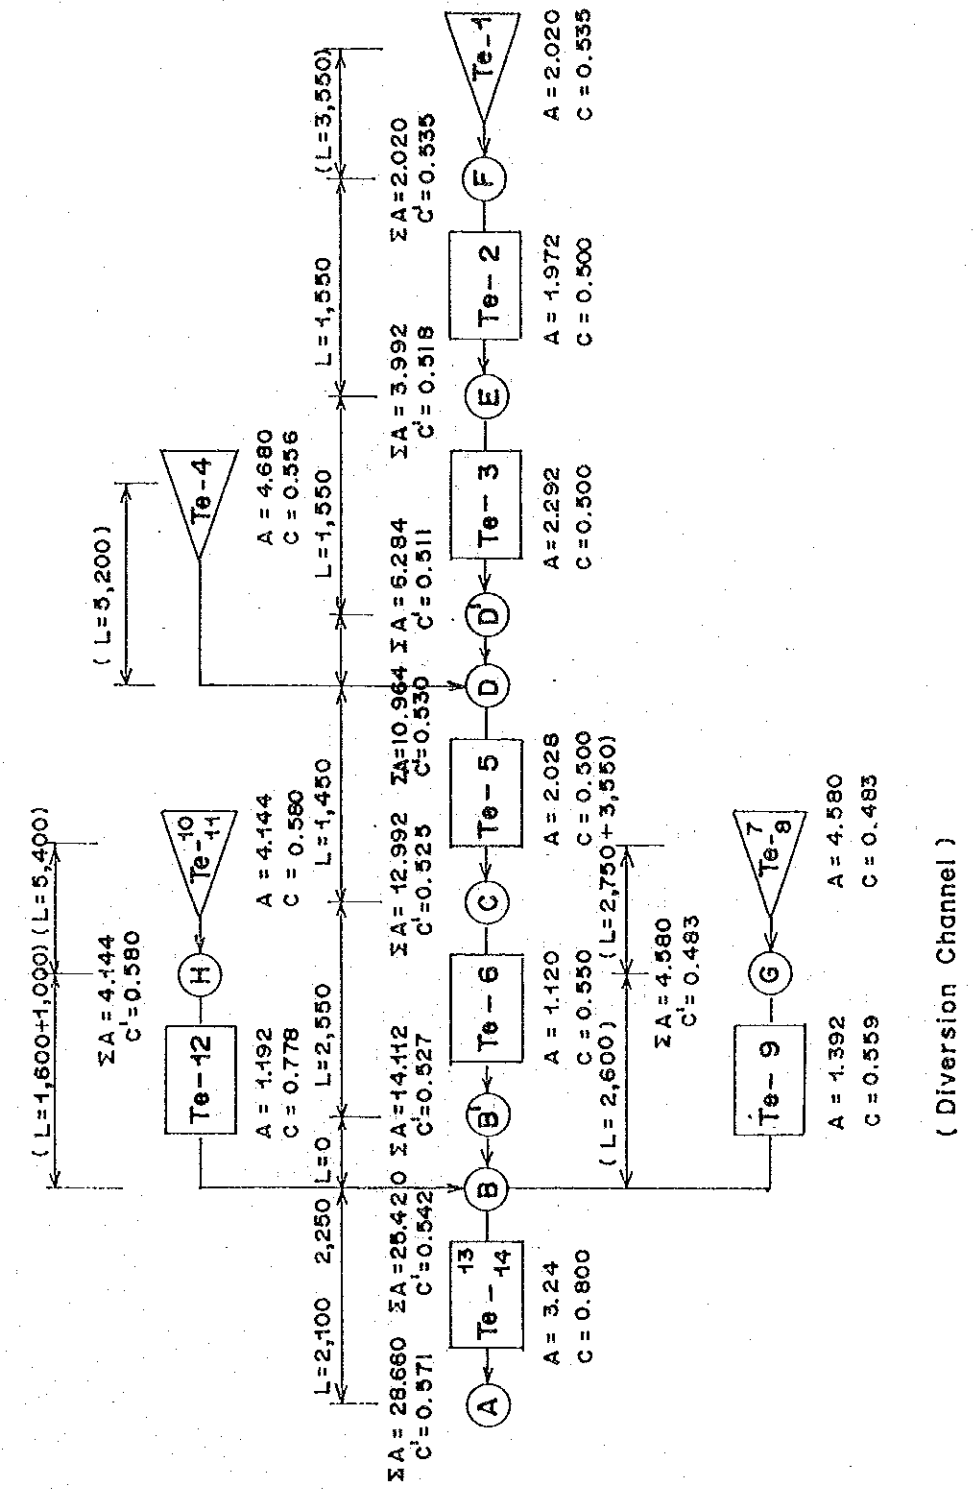 (L=1,600+1,000) (L=5,400)
(L=5,200)
ΣA=4.144
C'=0.580
Te-12
H
Te-10 11
Te-4
A = 1.192
C = 0.778
A = 4.144
C = 0.580
A = 4.680
C = 0.556
L=2,100 2,250 L=0 L=2,550 L=1,450 L=1,550 L=1,550 (L=3,550)
ΣA = 28.660 ΣA=25.420 ΣA=14.112 ΣA= 12.992 ΣA=10.964 ΣA=6.284 ΣA = 3.992 ΣA=2.020
C'=0.571 C'=0.542 C'=0.527 C'=0.525 C'=0.530 C'=0.511 C'= 0.518 C'=0.535
A Te-13 14 B B' Te-6 C Te-5 D D' Te-3 E Te-2 F Te-1
A = 3.24
C = 0.800
A = 1.120
C = 0.550
A = 2.028
C = 0.500
A=2.292
C=0.500
A = 1.972
C = 0.500
A = 2.020
C = 0.535
(L=2,600) (L=2,750+3,550)
ΣA=4.580
C'=0.483
Te-9
G
Te-7 8
A = 1.392
C = 0.559
A = 4.580
C = 0.483
( Diversion Channel )